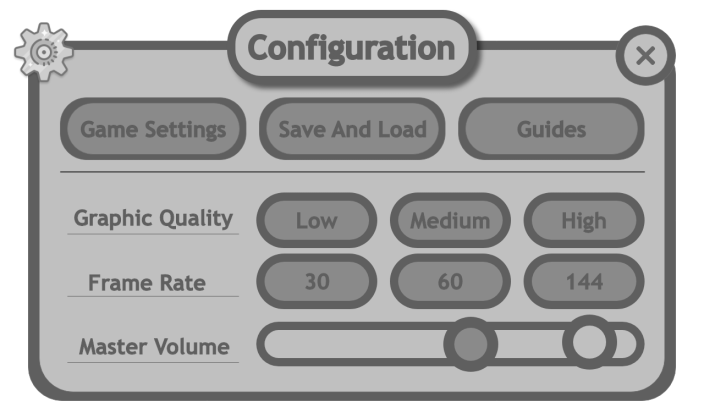 Configuration
Game Settings Save And Load Guides
Graphic Quality Low Medium High
Frame Rate 30 60 144
Master Volume